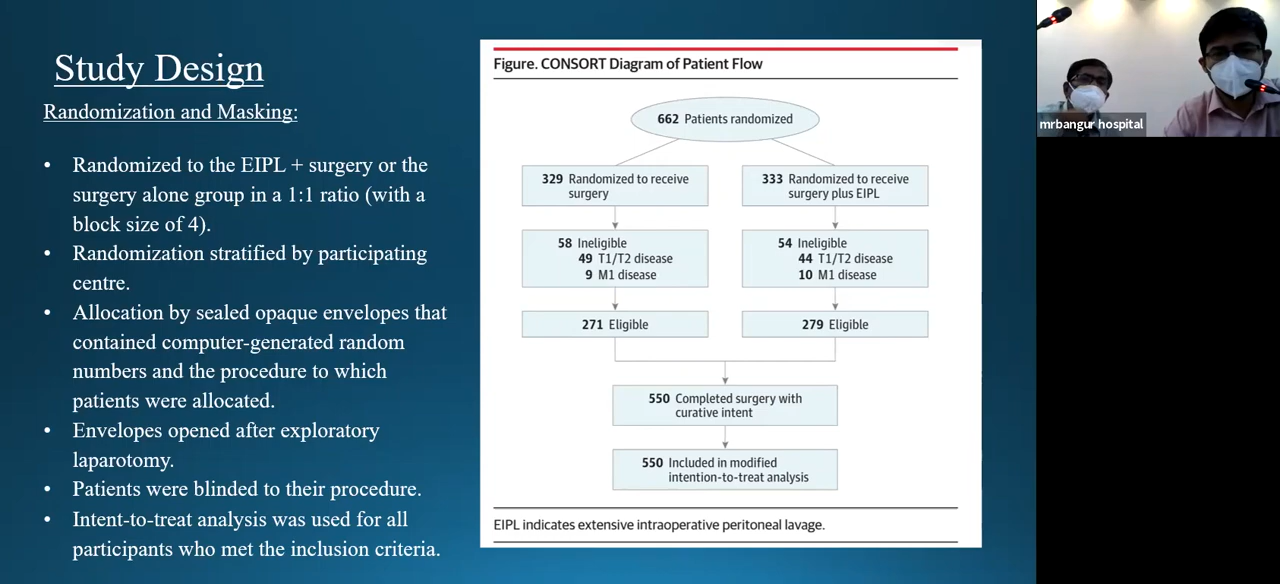 Study Design
Randomization and Masking:
• Randomized to the EIPL + surgery or the
surgery alone group in a 1:1 ratio (with a
block size of 4).
• Randomization stratified by participating
centre.
• Allocation by sealed opaque envelopes that
contained computer-generated random
numbers and the procedure to which
patients were allocated.
• Envelopes opened after exploratory
laparotomy.
• Patients were blinded to their procedure.
• Intent-to-treat analysis was used for all
participants who met the inclusion criteria.
Figure. CONSORT Diagram of Patient Flow
662 Patients randomized
329 Randomized to receive
surgery
333 Randomized to receive
surgery plus EIPL
58 Ineligible
49 T1/T2 disease
9 M1 disease
54 Ineligible
44 T1/T2 disease
10 M1 disease
271 Eligible
279 Eligible
550 Completed surgery with
curative intent
550 Included in modified
intention-to-treat analysis
EIPL indicates extensive intraoperative peritoneal lavage.
mrbangur hospital